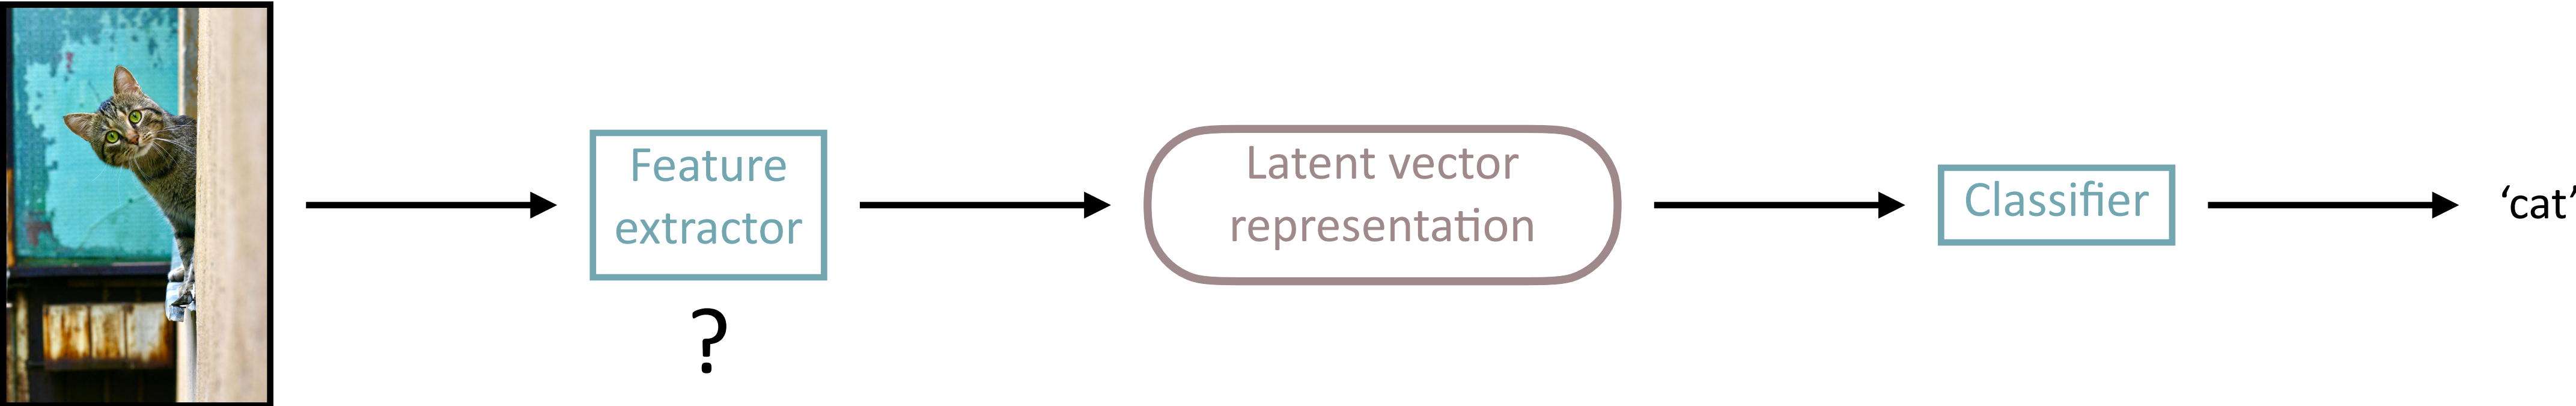 Feature
extractor
?
Latent vector
representation
Classifier
‘cat’